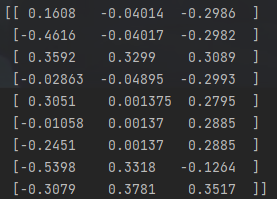 [[ 0.1608 -0.04014 -0.2986 ]
[-0.4616 -0.04017 -0.2982 ]
[ 0.3592 0.3299 0.3089 ]
[-0.02863 -0.04895 -0.2993 ]
[ 0.3051 0.001375 0.2795 ]
[-0.01058 0.00137 0.2885 ]
[-0.2451 0.00137 0.2885 ]
[-0.5398 0.3318 -0.1264 ]
[-0.3079 0.3781 0.3517 ]]